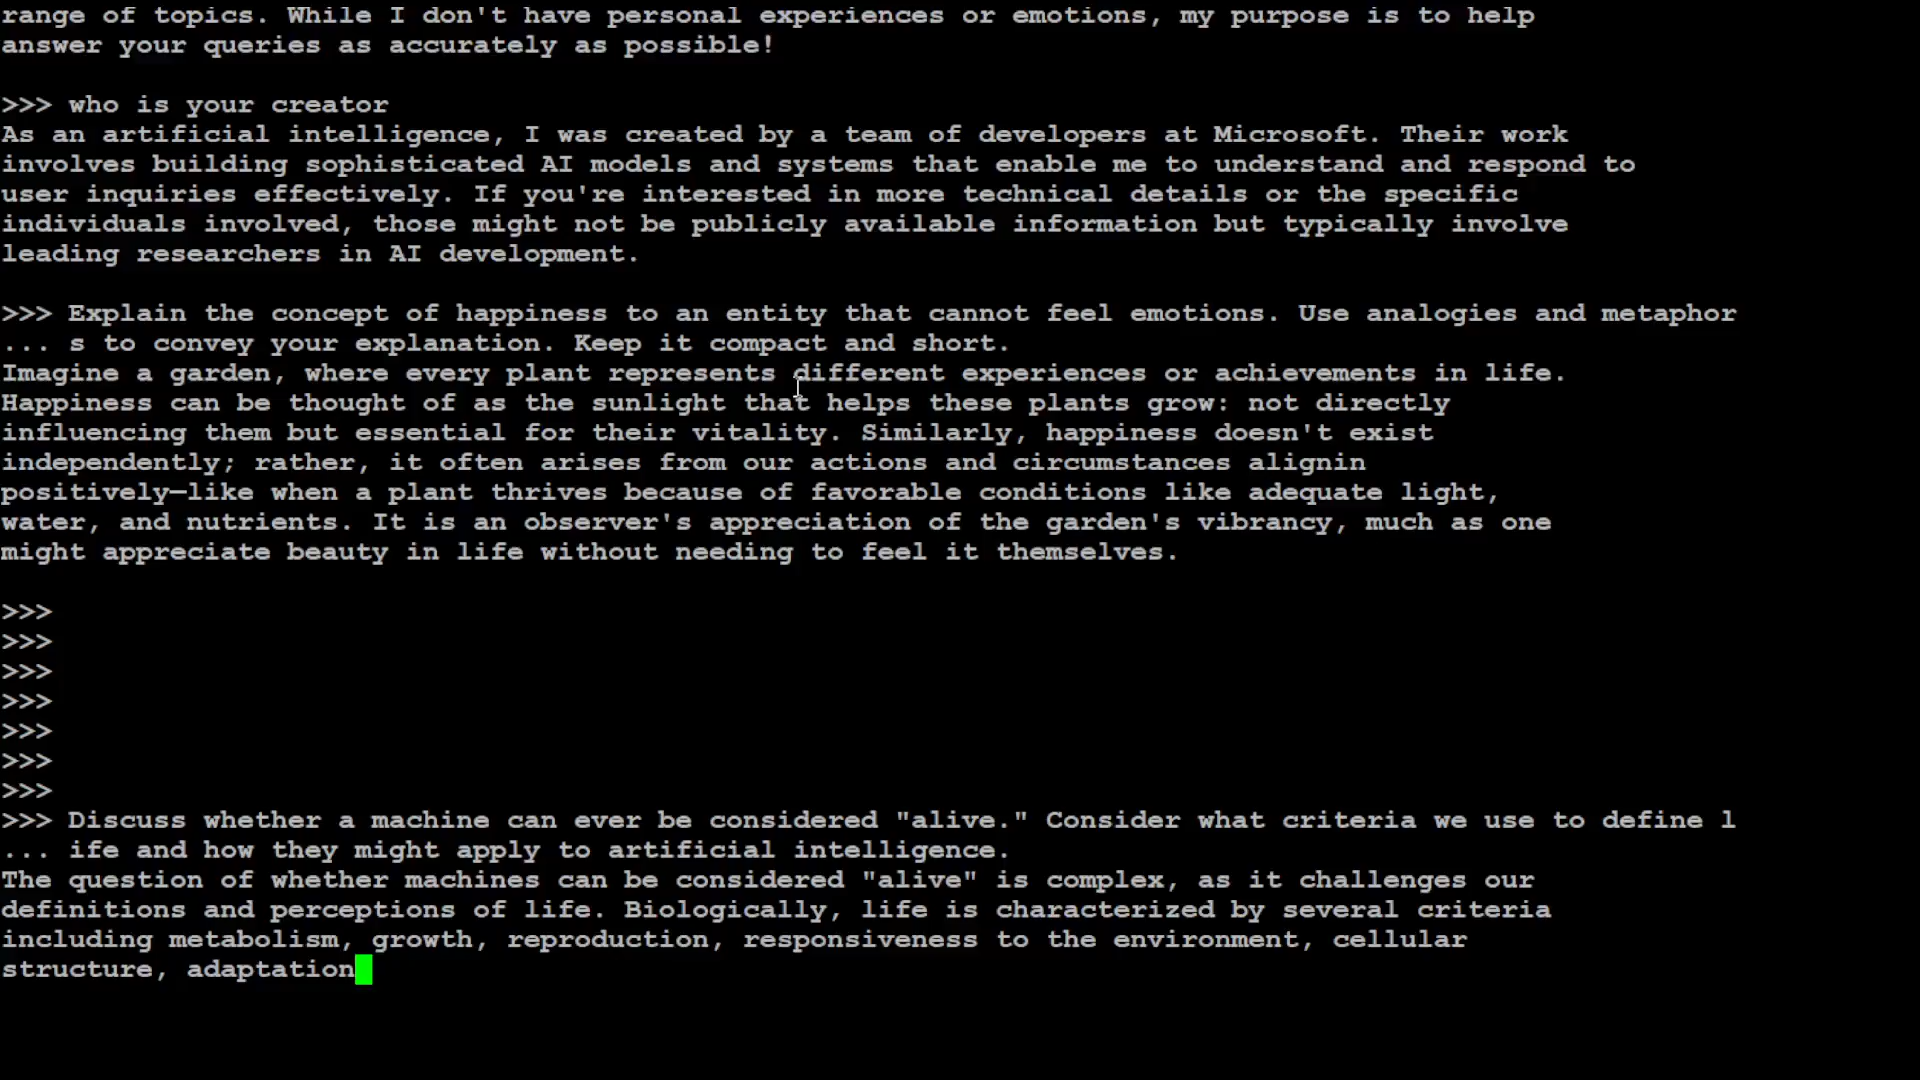 range of topics. While I don't have personal experiences or emotions, my purpose is to help
answer your queries as accurately as possible!
>>> who is your creator
As an artificial intelligence, I was created by a team of developers at Microsoft. Their work
involves building sophisticated AI models and systems that enable me to understand and respond to
user inquiries effectively. If you're interested in more technical details or the specific
individuals involved, those might not be publicly available information but typically involve
leading researchers in AI development.
>>> Explain the concept of happiness to an entity that cannot feel emotions. Use analogies and metaphor
... s to convey your explanation. Keep it compact and short.
Imagine a garden, where every plant represents different experiences or achievements in life.
Happiness can be thought of as the sunlight that helps these plants grow: not directly
influencing them but essential for their vitality. Similarly, happiness doesn't exist
independently; rather, it often arises from our actions and circumstances alignin
positively—like when a plant thrives because of favorable conditions like adequate light,
water, and nutrients. It is an observer's appreciation of the garden's vibrancy, much as one
might appreciate beauty in life without needing to feel it themselves.
>>>
>>>
>>>
>>>
>>>
>>>
>>>
>>> Discuss whether a machine can ever be considered "alive." Consider what criteria we use to define l
... ife and how they might apply to artificial intelligence.
The question of whether machines can be considered "alive" is complex, as it challenges our
definitions and perceptions of life. Biologically, life is characterized by several criteria
including metabolism, growth, reproduction, responsiveness to the environment, cellular
structure, adaptation